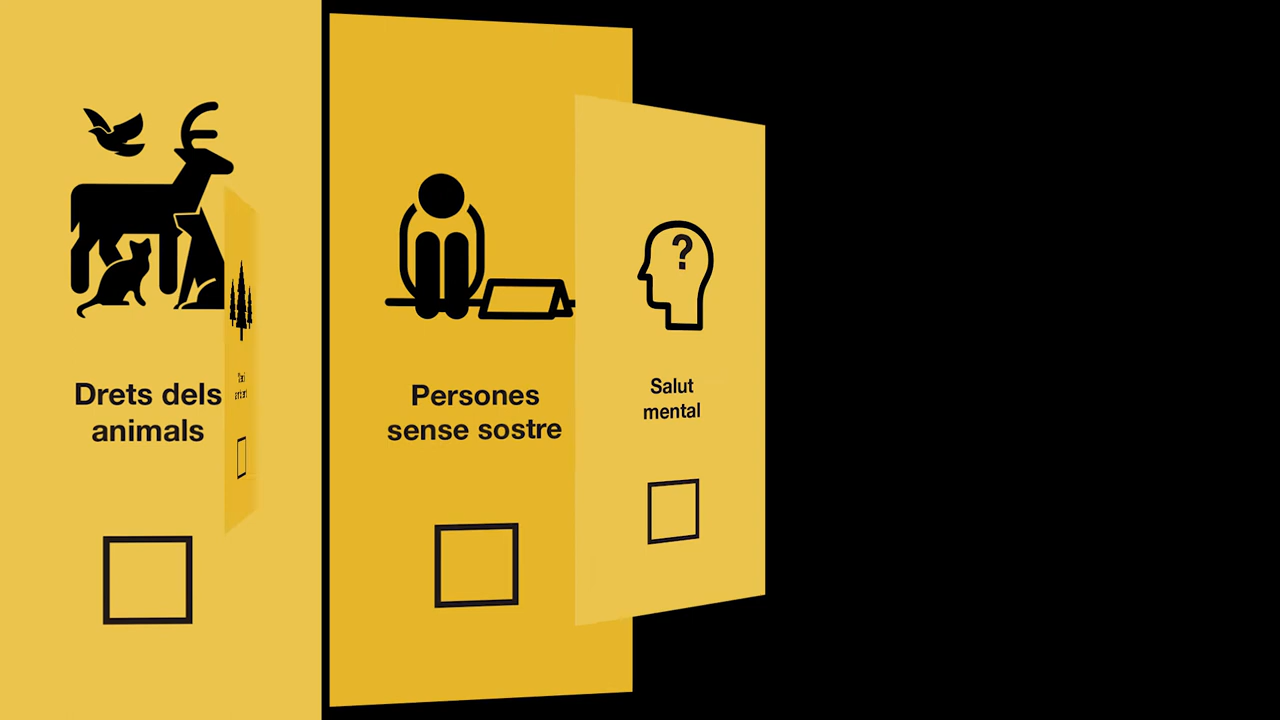 Drets dels
animals
Persones
sense sostre
?
Salut
mental